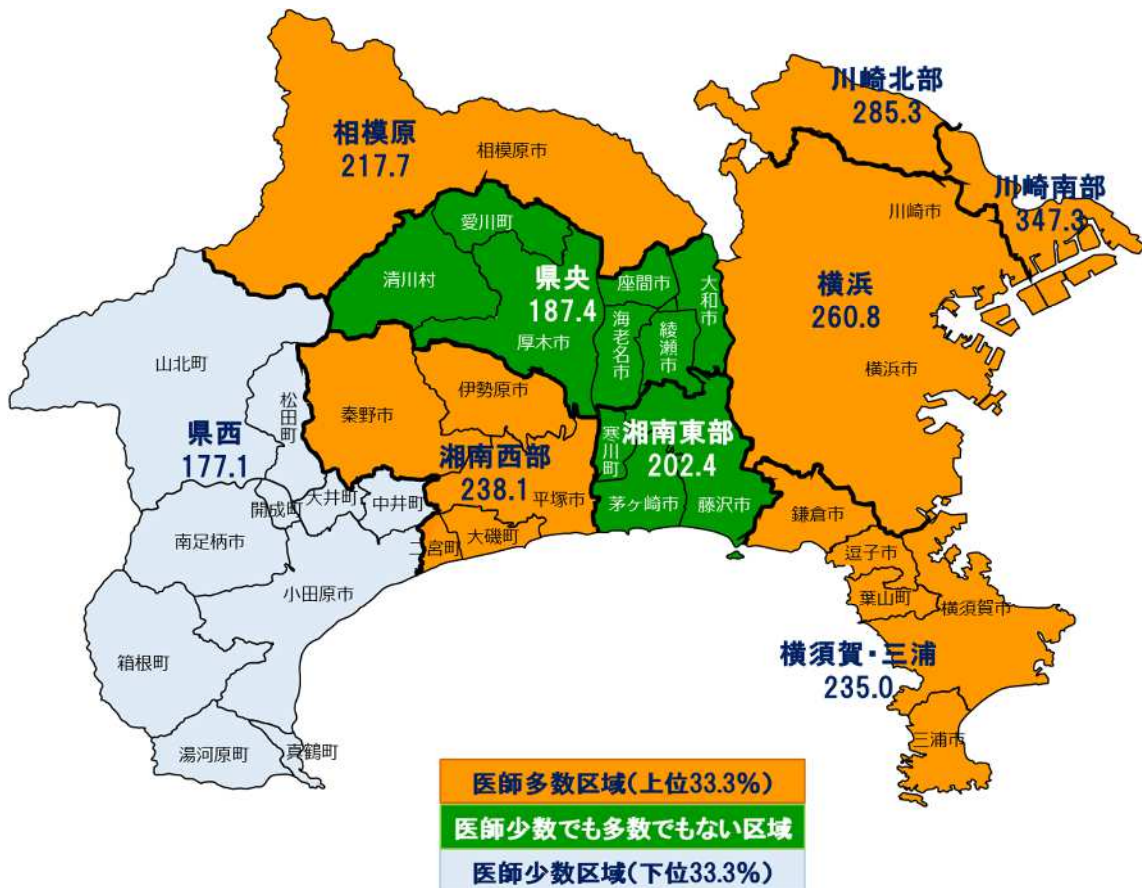 川崎北部
285.3
相模原
217.7
相模原市
川崎南部
347.3
川崎市
愛川町
清川村
県央
187.4
座間市
大和市
海老名市
綾瀬市
厚木市
横浜
260.8
横浜市
山北町
松田町
伊勢原市
秦野市
県西
177.1
湘南西部
238.1
平塚市
寒川町
湘南東部
202.4
茅ヶ崎市
藤沢市
開成町
大井町
中井町
二宮町
大磯町
鎌倉市
逗子市
葉山町
横須賀市
南足柄市
小田原市
箱根町
横須賀・三浦
235.0
三浦市
湯河原町
真鶴町
医師多数区域(上位33.3%)
医師少数でも多数でもない区域
医師少数区域(下位33.3%)